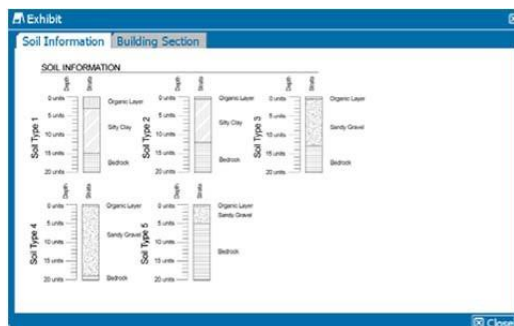 Exhibit
Soil Information Building Section
SOIL INFORMATION
Soil Type 1
Depth Strata
0 units Organic Layer
5 units
Silty Clay
10 units
15 units
Bedrock
20 units
Soil Type 2
Depth Strata
0 units Organic Layer
5 units
Silty Clay
10 units
15 units
Bedrock
20 units
Soil Type 3
Depth Strata
0 units Organic Layer
5 units
Sandy Gravel
10 units
15 units
Bedrock
20 units
Soil Type 4
Depth Strata
0 units Organic Layer
5 units
Sandy Gravel
10 units
15 units
20 units Bedrock
Soil Type 5
Depth Strata
0 units Organic Layer
Sandy Gravel
5 units
10 units
Bedrock
15 units
20 units
Close